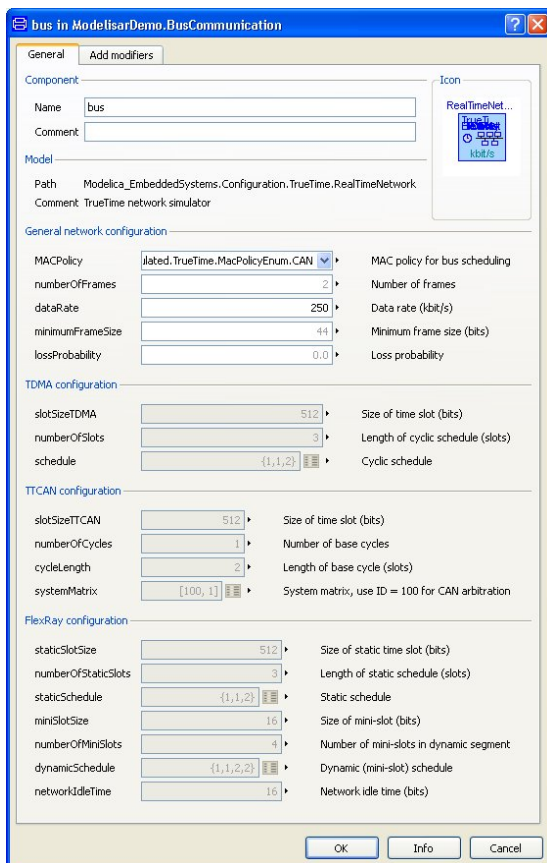 bus in ModelisarDemo.BusCommunication
General Add modifiers
Component
Name bus
Comment
Icon
RealTimeNet...
TrueTi
kbit/s
Model
Path Modelica_EmbeddedSystems.Configuration.TrueTime.RealTimeNetwork
Comment TrueTime network simulator
General network configuration
MACPolicy ulated.TrueTime.MacPolicyEnum.CAN MAC policy for bus scheduling
numberOfFrames 2 Number of frames
dataRate 250 Data rate (kbit/s)
minimumFrameSize 44 Minimum frame size (bits)
lossProbability 0.0 Loss probability
TDMA configuration
slotSizeTDMA 512 Size of time slot (bits)
numberOfSlots 3 Length of cyclic schedule (slots)
schedule {1,1,2} Cyclic schedule
TTCAN configuration
slotSizeTTCAN 512 Size of time slot (bits)
numberOfCycles 1 Number of base cycles
cycleLength 2 Length of base cycle (slots)
systemMatrix [100, 1] System matrix, use ID = 100 for CAN arbitration
FlexRay configuration
staticSlotSize 512 Size of static time slot (bits)
numberOfStaticSlots 3 Length of static schedule (slots)
staticSchedule {1,1,2} Static schedule
miniSlotSize 16 Size of mini-slot (bits)
numberOfMiniSlots 4 Number of mini-slots in dynamic segment
dynamicSchedule {1,1,2,2} Dynamic (mini-slot) schedule
networkIdleTime 16 Network idle time (bits)
OK Info Cancel